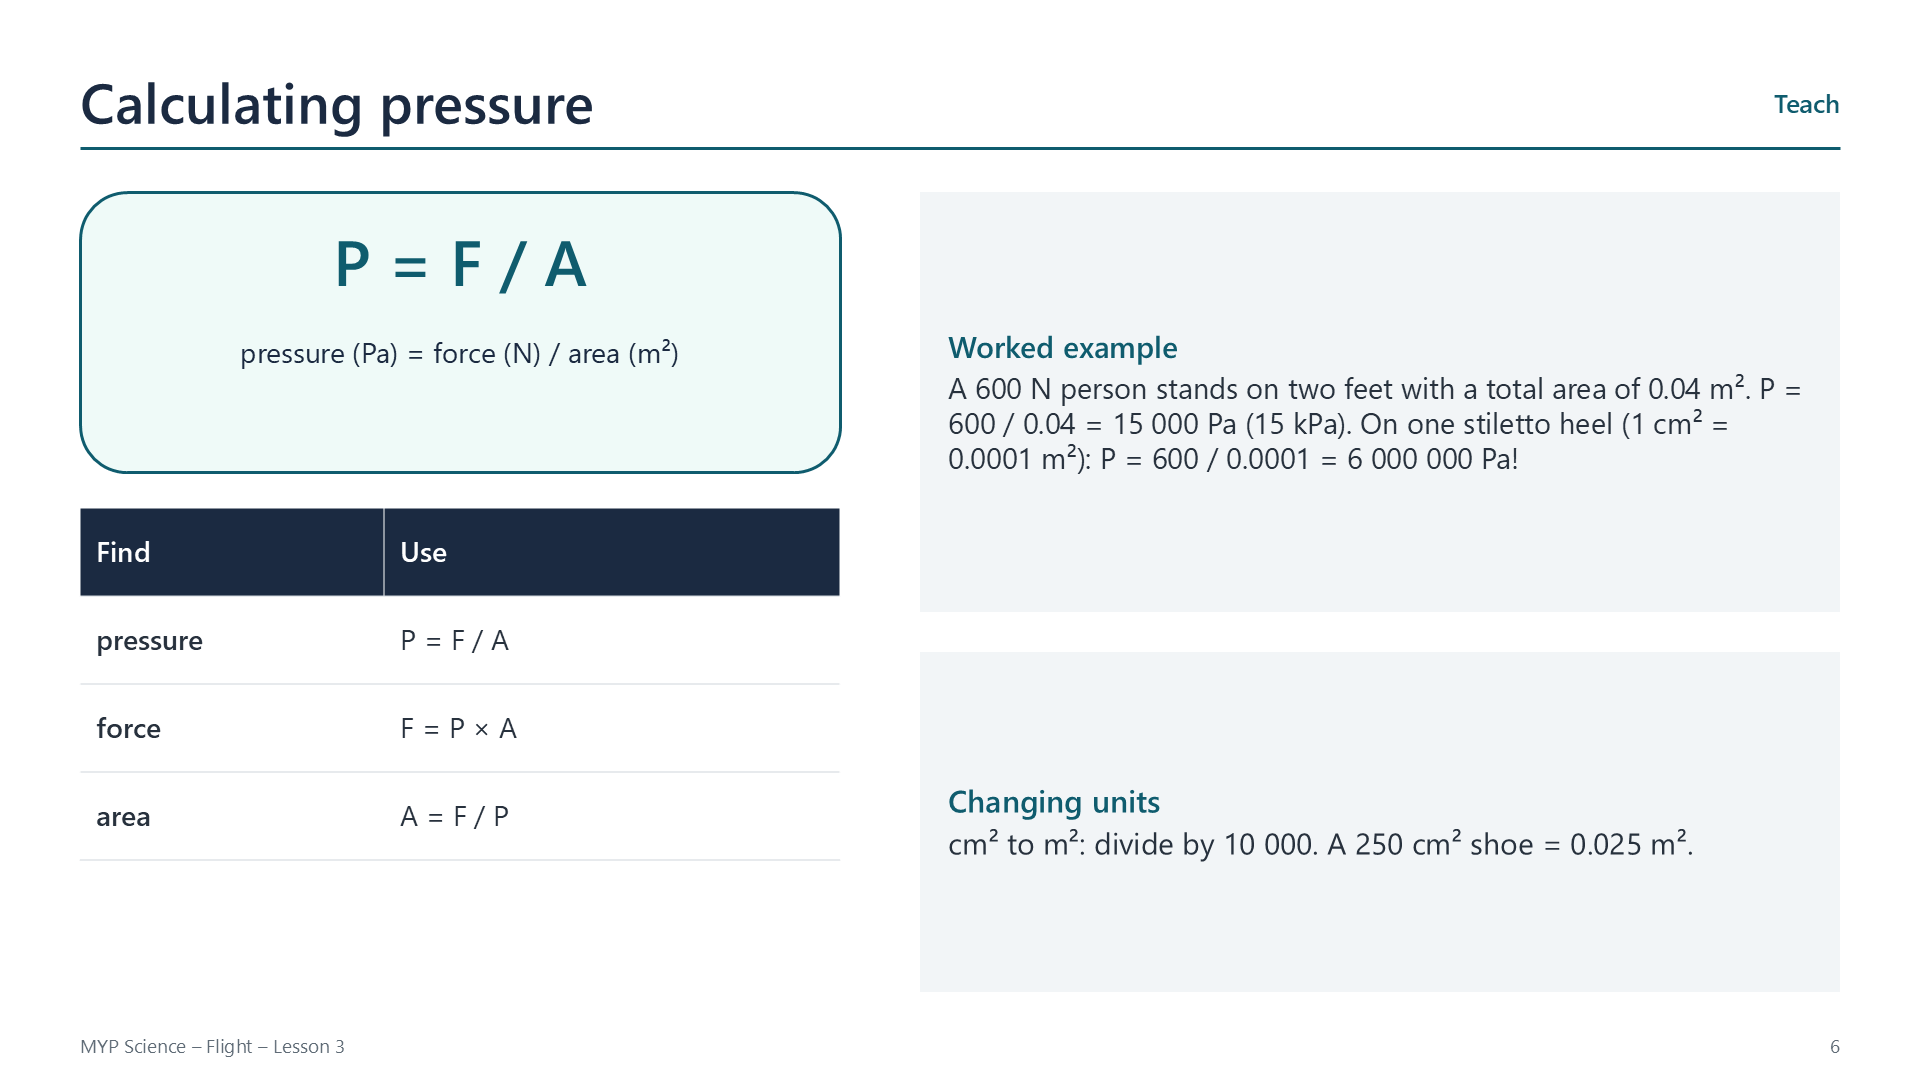 Calculating pressure
Teach
P = F / A
pressure (Pa) = force (N) / area (m²)
Find Use
pressure P = F / A
force F = P × A
area A = F / P
Worked example
A 600 N person stands on two feet with a total area of 0.04 m². P =
600 / 0.04 = 15 000 Pa (15 kPa). On one stiletto heel (1 cm² =
0.0001 m²): P = 600 / 0.0001 = 6 000 000 Pa!
Changing units
cm² to m²: divide by 10 000. A 250 cm² shoe = 0.025 m².
MYP Science – Flight – Lesson 3
6